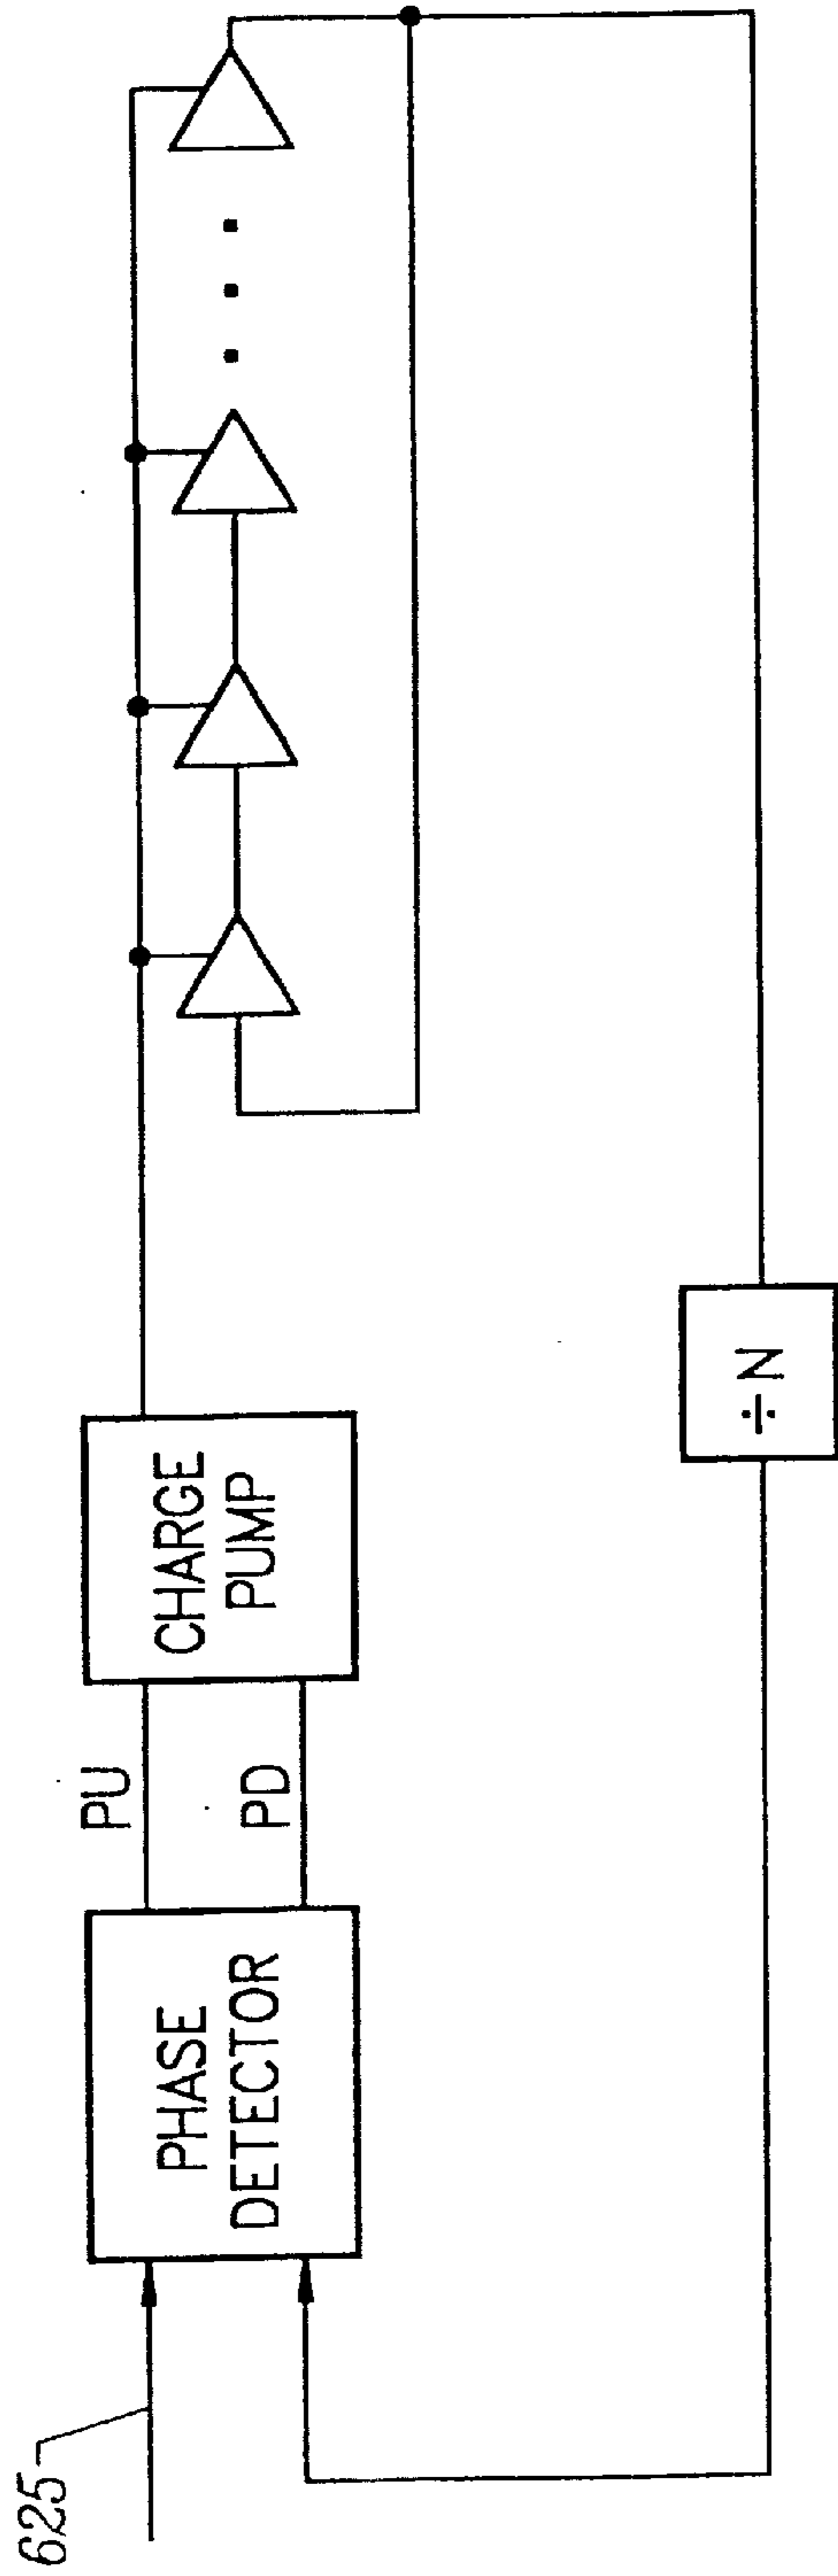 625
PHASE
DETECTOR
PU
PD
CHARGE
PUMP
÷N